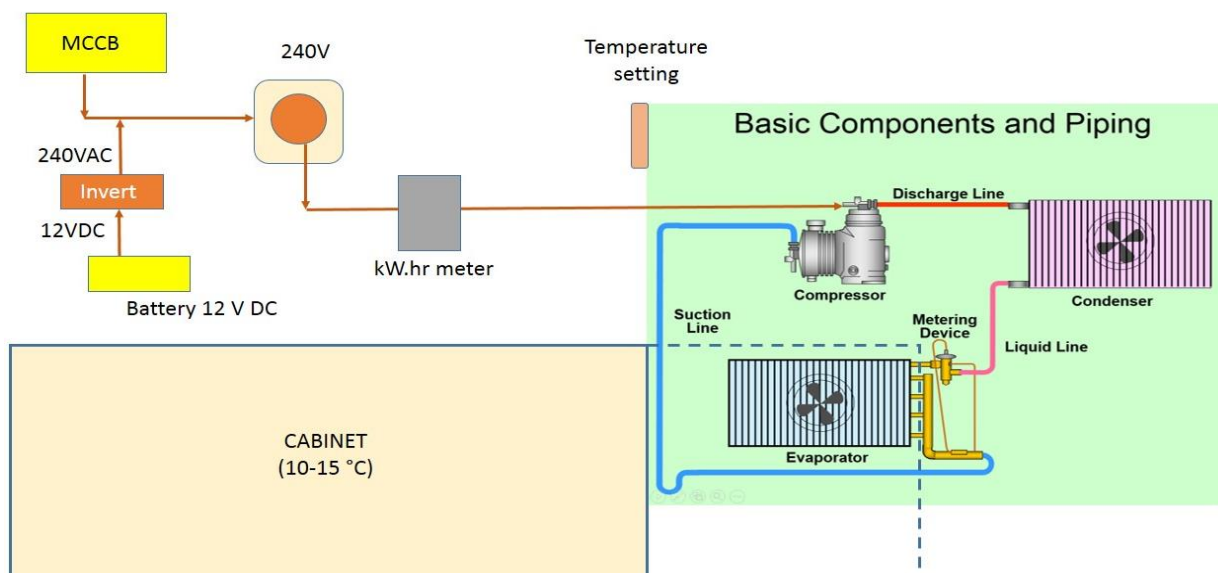 MCCB
240V
Temperature
setting
Basic Components and Piping
240VAC
Invert
12VDC
Battery 12 V DC
kW.hr meter
Discharge Line
Compressor
Condenser
Suction
Line
Metering
Device
Liquid Line
Evaporator
CABINET
(10-15 °C)